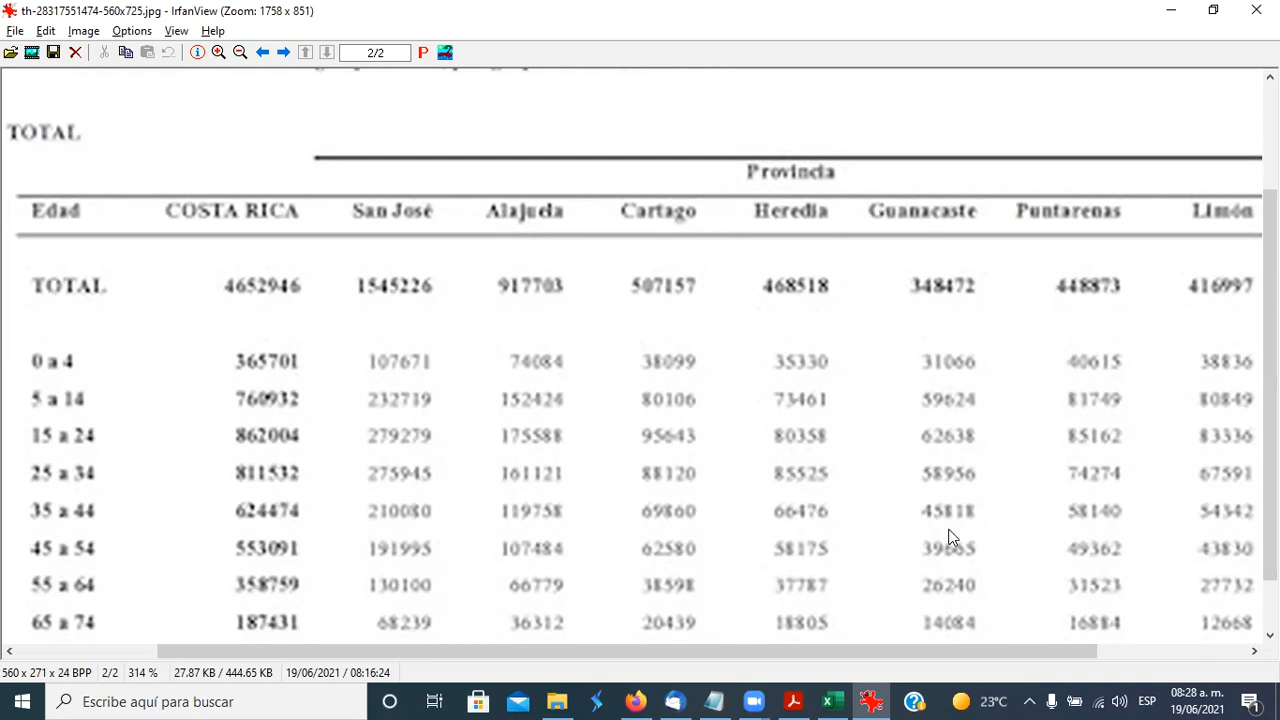 th-28317551474-560x725.jpg - IrfanView (Zoom: 1758 x 851)
File Edit Image Options View Help
2/2
TOTAL
Provincia
Edad COSTA RICA San José Alajuela Cartago Heredia Guanacaste Puntarenas Limón
TOTAL 4652946 1545226 917703 507157 468518 348472 448873 416997
0 a 4 365701 107671 74084 38099 35330 31066 40615 38836
5 a 14 760932 232719 152424 80106 73461 59624 81749 80849
15 a 24 862004 279279 175588 95643 80358 62638 85162 83336
25 a 34 811532 275945 161121 88120 85525 58956 74274 67591
35 a 44 624474 210080 119758 69860 66476 45818 58140 54342
45 a 54 553091 191995 107484 62580 58175 49362 43830
55 a 64 358759 130100 66779 38598 37787 26240 31523 27732
65 a 74 187431 68239 36312 20439 18805 14084 16884 12668
560 x 271 x 24 BPP 2/2 314 % 27.87 KB / 444.65 KB 19/06/2021 / 08:16:24
Escribe aquí para buscar 23°C ESP 08:28 a. m.
19/06/2021